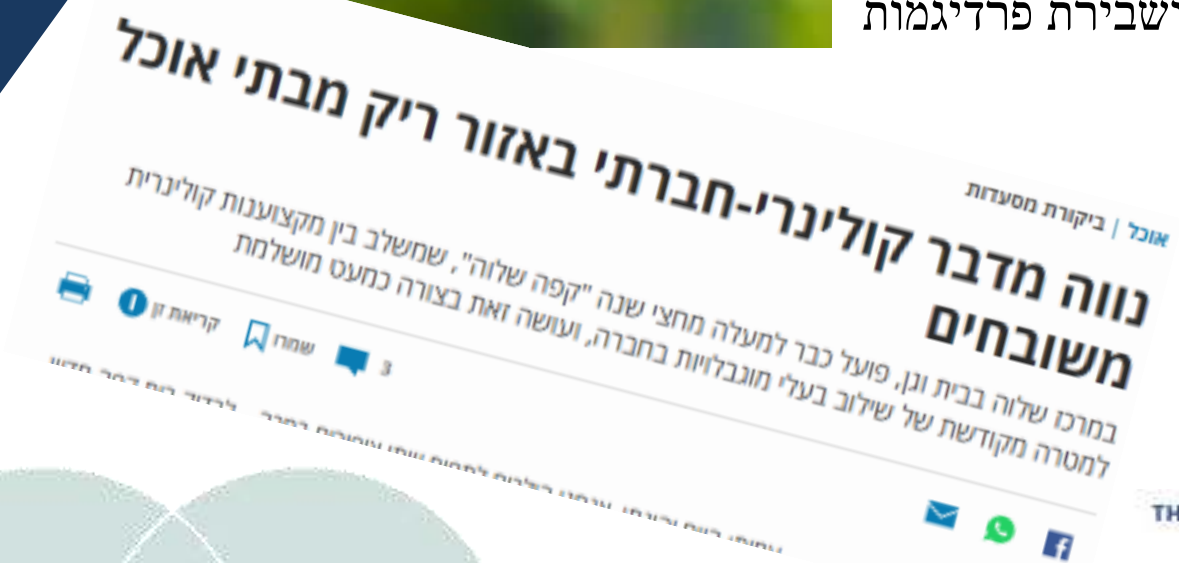 ושבירת פרדיגמות
אוכל | ביקורת מסעדות
נווה מדבר קולינרי-חברתי באזור ריק מבתי אוכל
משובחים
במרכז שלוה בבית וגן, פועל כבר למעלה מחצי שנה "קפה שלוה", שמשלב בין מקצוענות קולינרית
למטרה מקודשת של שילוב בעלי מוגבלויות בחברה, ועושה זאת בצורה כמעט מושלמת
3 שמורו קריאת זן
TH